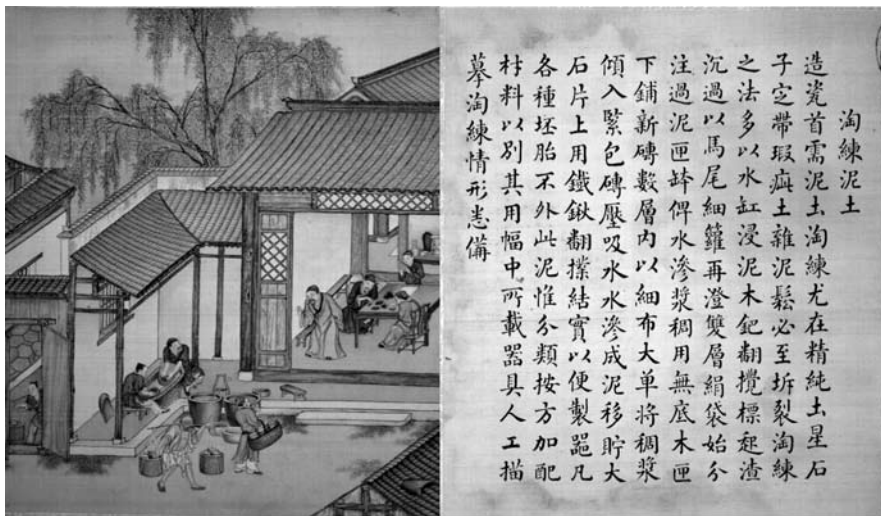 淘練泥土
造瓷首需泥土淘練尤在精純土星石
子定帶瑕疵土雜泥鬆必至坼裂淘練
之法多以水缸浸泥木鈀翻攪標起渣
沉過以馬尾細籮再澄雙層絹袋始分
注過泥匣缽俾水滲漿稠用無底木匣
下鋪新磚數層內以細布大单將稠漿
傾入緊包磚壓吸水水滲成泥移貯大
石片上用鐵鍬翻撲結實以便製器凡
各種坯胎不外此泥惟分類按方加配
材料以別其用幅中所載器具人工描
摹淘練情形悉備